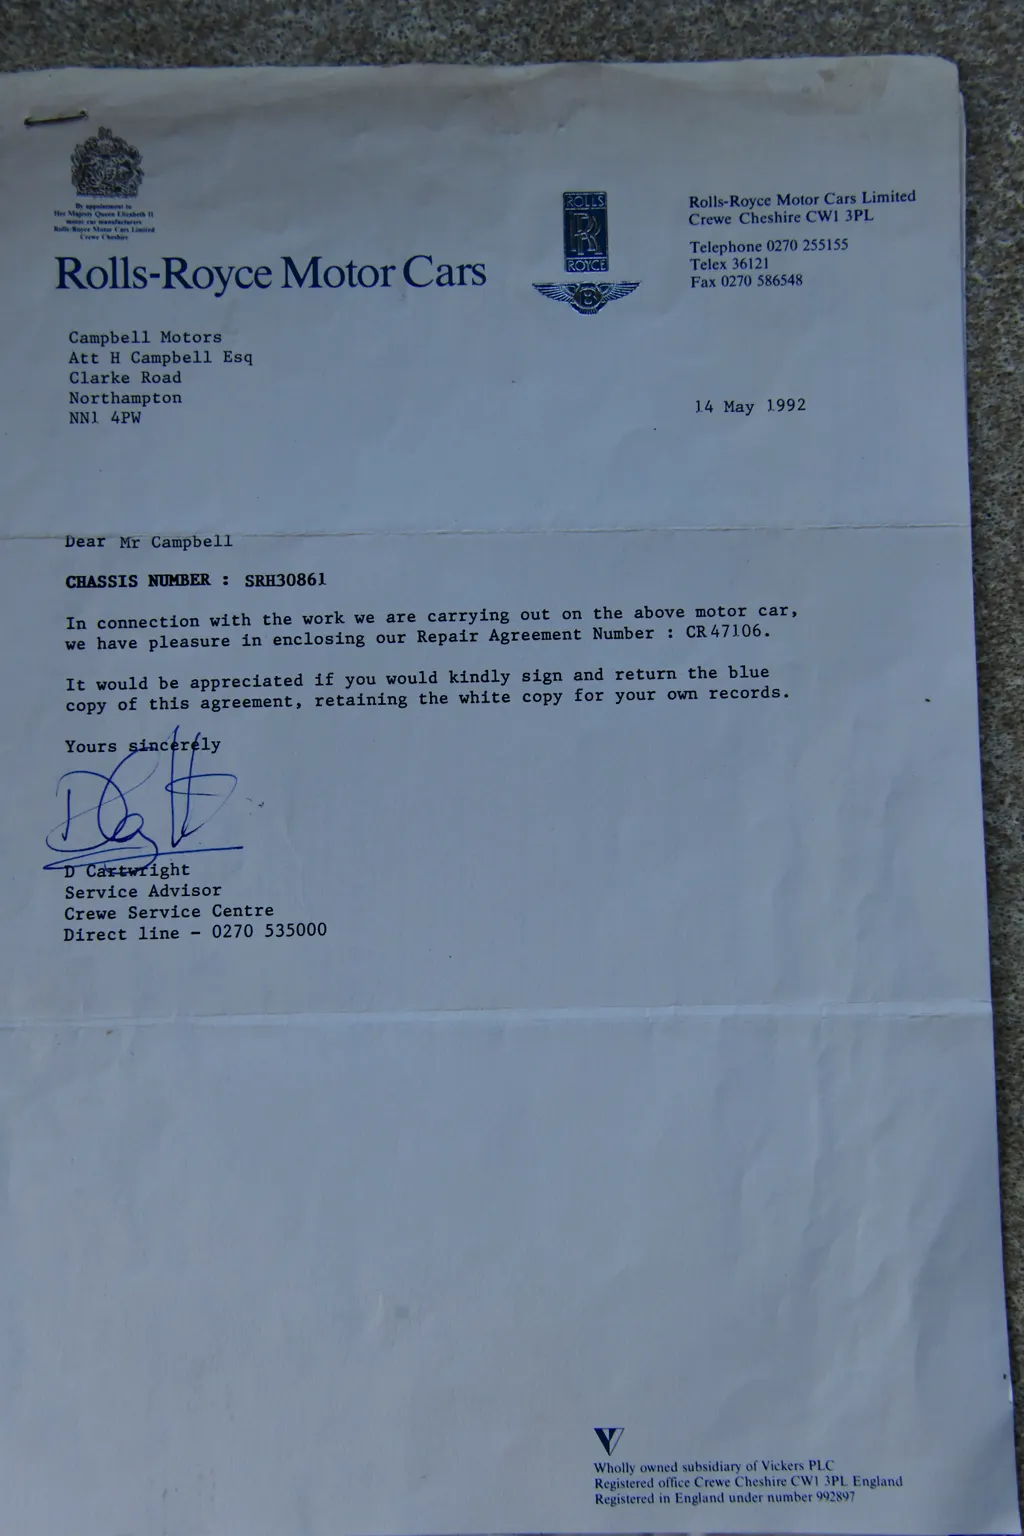 By appointment to
Her Majesty Queen Elizabeth II
motor car manufacturers
Rolls-Royce Motor Cars Limited
Crewe Cheshire
Rolls-Royce Motor Cars
ROLLS
RR
ROYCE
B
Rolls-Royce Motor Cars Limited
Crewe Cheshire CW1 3PL
Telephone 0270 255155
Telex 36121
Fax 0270 586548
Campbell Motors
Att H Campbell Esq
Clarke Road
Northampton
NN1 4PW
14 May 1992
Dear Mr Campbell
CHASSIS NUMBER : SRH30861
In connection with the work we are carrying out on the above motor car,
we have pleasure in enclosing our Repair Agreement Number : CR47106.
It would be appreciated if you would kindly sign and return the blue
copy of this agreement, retaining the white copy for your own records.
Yours sincerely
D Cartwright
Service Advisor
Crewe Service Centre
Direct line - 0270 535000
V
Wholly owned subsidiary of Vickers PLC
Registered office Crewe Cheshire CW1 3PL England
Registered in England under number 992897